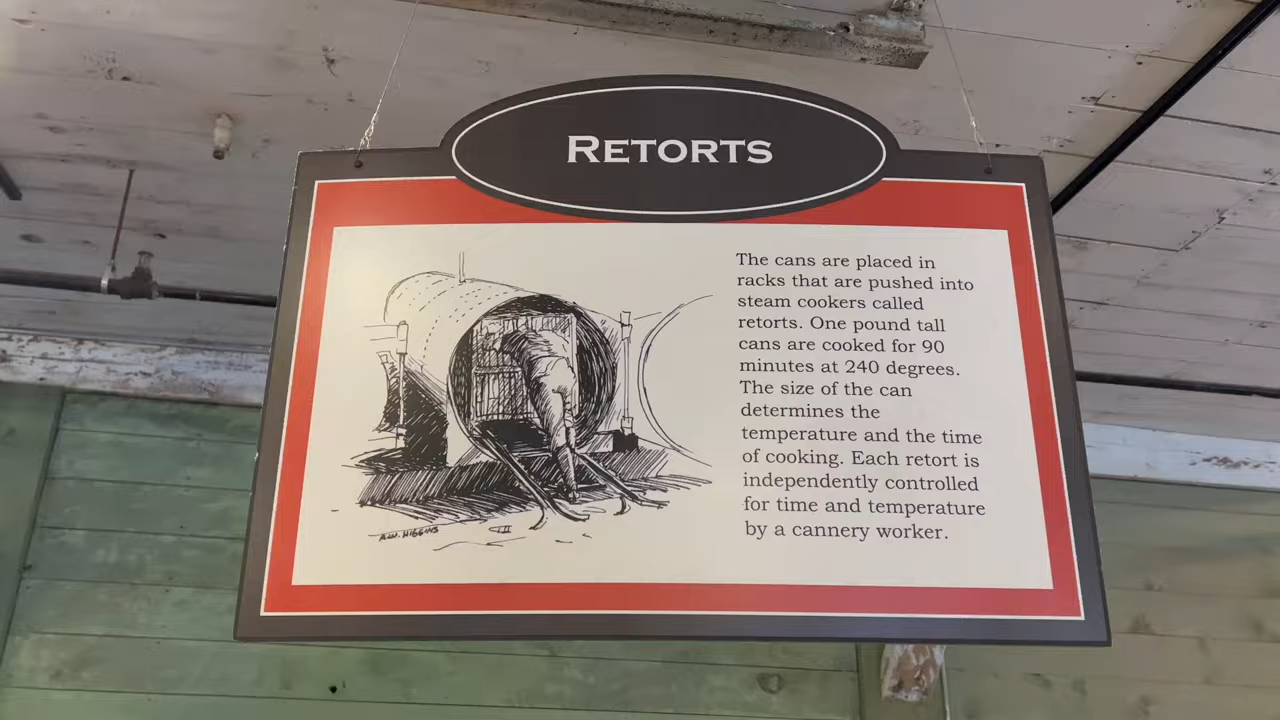 RETORTS
The cans are placed in
racks that are pushed into
steam cookers called
retorts. One pound tall
cans are cooked for 90
minutes at 240 degrees.
The size of the can
determines the
temperature and the time
of cooking. Each retort is
independently controlled
for time and temperature
by a cannery worker.
A.W. HIGGINS